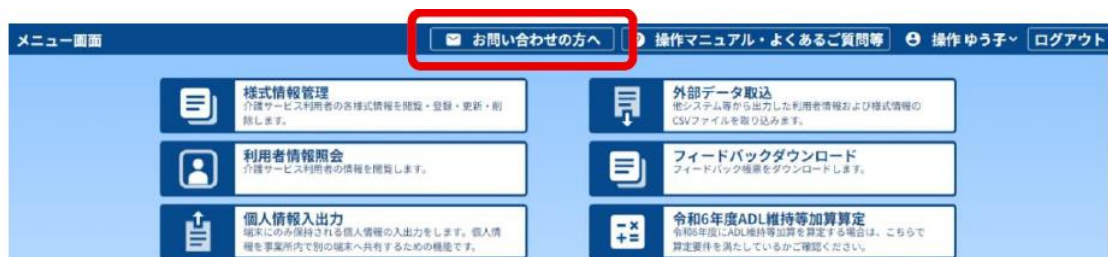 メニュー画面
お問い合わせの方へ
操作マニュアル・よくあるご質問等
操作 ゆう子
ログアウト
様式情報管理
介護サービス利用者の各様式情報を閲覧・登録・更新・削
除します。
外部データ取込
他システム等から出力した利用者情報および様式情報の
CSVファイルを取り込みます。
利用者情報照会
介護サービス利用者の情報を閲覧します。
フィードバックダウンロード
フィードバック帳票をダウンロードします。
個人情報入出力
端末にのみ保持される個人情報の入出力をします。個人情
報を事業所内で別の端末へ共有するための機能です。
令和6年度ADL維持等加算算定
令和6年度にADL維持等加算を算定する場合は、こちらで
算定要件を満たしているかご確認ください。